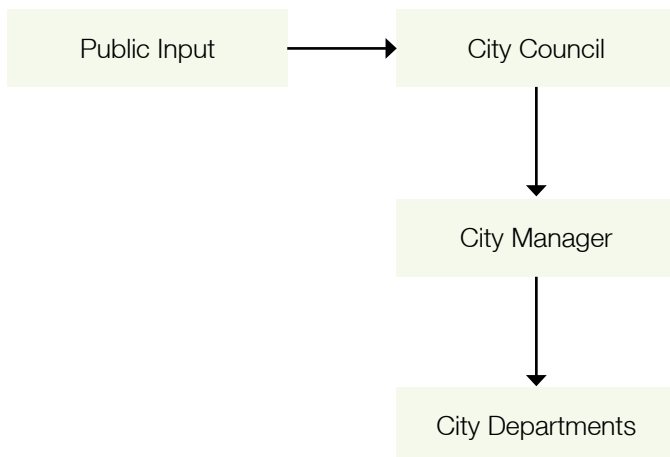 Public Input
City Council
City Manager
City Departments